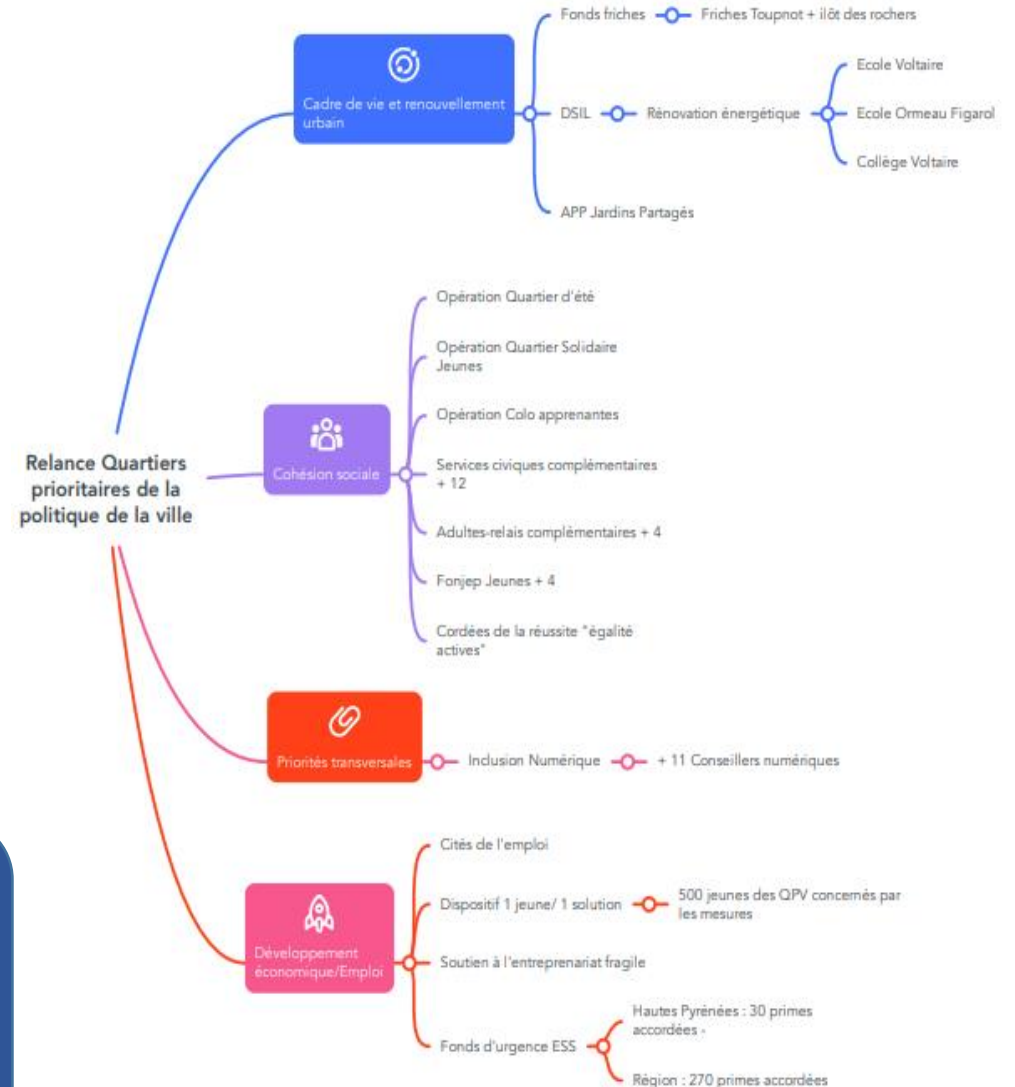 Relance Quartiers
prioritaires de la
politique de la ville
Cadre de vie et renouvellement
urbain
Fonds friches
Friches Toupnot + ilôt des rochers
DSIL
Rénovation énergétique
Ecole Voltaire
Ecole Ormeau Figarol
Collège Voltaire
APP Jardins Partagés
Cohésion sociale
Opération Quartier d'été
Opération Quartier Solidaire
Jeunes
Opération Colo apprenantes
Services civiques complémentaires
+ 12
Adultes-relais complémentaires + 4
Fonjep Jeunes + 4
Cordées de la réussite "égalité
actives"
Priorités transversales
Inclusion Numérique
+ 11 Conseillers numériques
Développement
économique/Emploi
Cités de l'emploi
Dispositif 1 jeune/ 1 solution
500 jeunes des QPV concernés par
les mesures
Soutien à l'entreprenariat fragile
Fonds d'urgence ESS
Hautes Pyrénées : 30 primes
accordées -
Région : 270 primes accordées